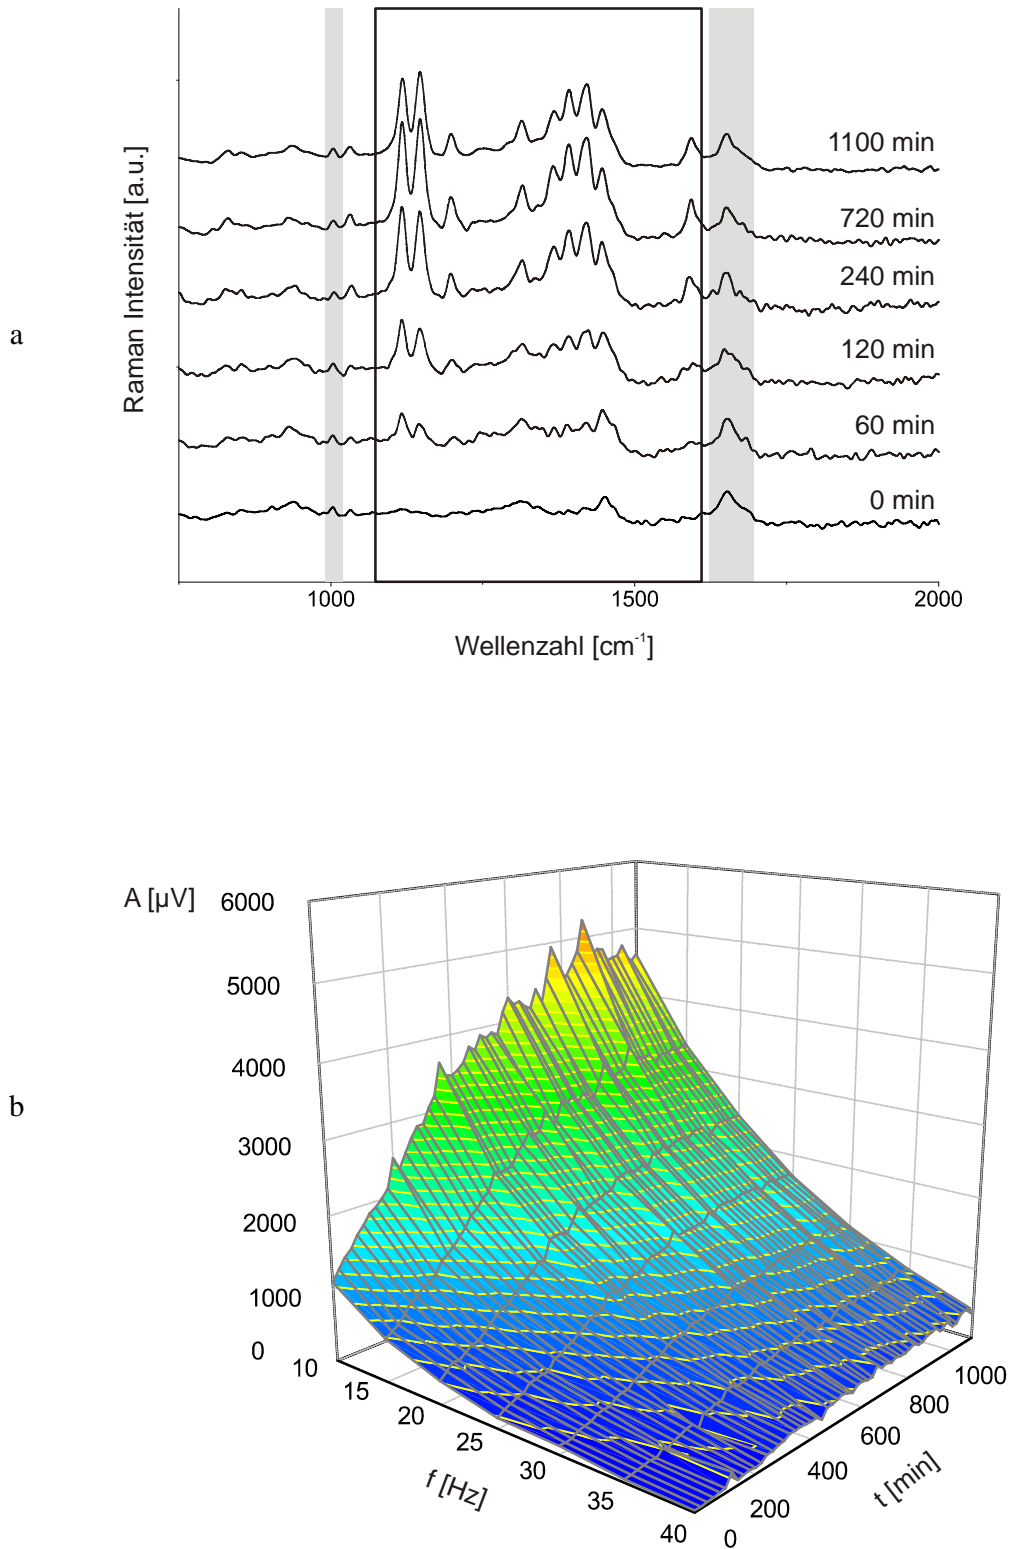 1100 min
720 min
240 min
120 min
60 min
0 min
Raman Intensität [a.u.]
a
1000 1500 2000
Wellenzahl [cm⁻¹]
A [µV]
6000
5000
4000
3000
2000
1000
0
b
10
15
20
25
30
35
40
f [Hz]
0
200
400
600
800
1000
t [min]